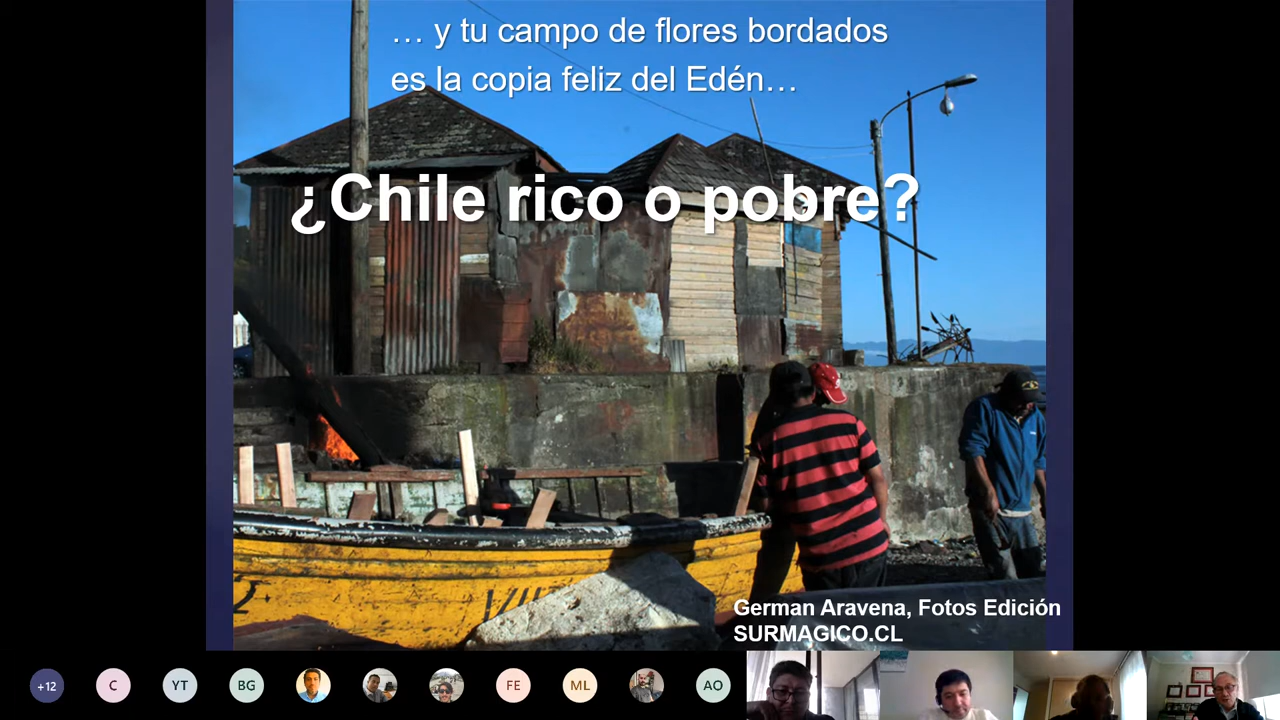 … y tu campo de flores bordados
es la copia feliz del Edén…
¿Chile rico o pobre?
German Aravena, Fotos Edición
SURMAGICO.CL
+12
C
YT
BG
FE
ML
AO